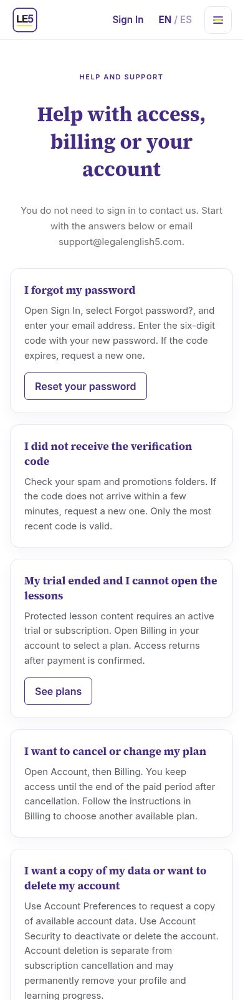 LE5
Sign In
EN / ES
HELP AND SUPPORT
Help with access,
billing or your
account
You do not need to sign in to contact us. Start
with the answers below or email
support@legalenglish5.com.
I forgot my password
Open Sign In, select Forgot password?, and
enter your email address. Enter the six-digit
code with your new password. If the code
expires, request a new one.
Reset your password
I did not receive the verification
code
Check your spam and promotions folders. If
the code does not arrive within a few
minutes, request a new one. Only the most
recent code is valid.
My trial ended and I cannot open the
lessons
Protected lesson content requires an active
trial or subscription. Open Billing in your
account to select a plan. Access returns
after payment is confirmed.
See plans
I want to cancel or change my plan
Open Account, then Billing. You keep
access until the end of the paid period after
cancellation. Follow the instructions in
Billing to choose another available plan.
I want a copy of my data or want to
delete my account
Use Account Preferences to request a copy
of available account data. Use Account
Security to deactivate or delete the account.
Account deletion is separate from
subscription cancellation and may
permanently remove your profile and
learning progress.